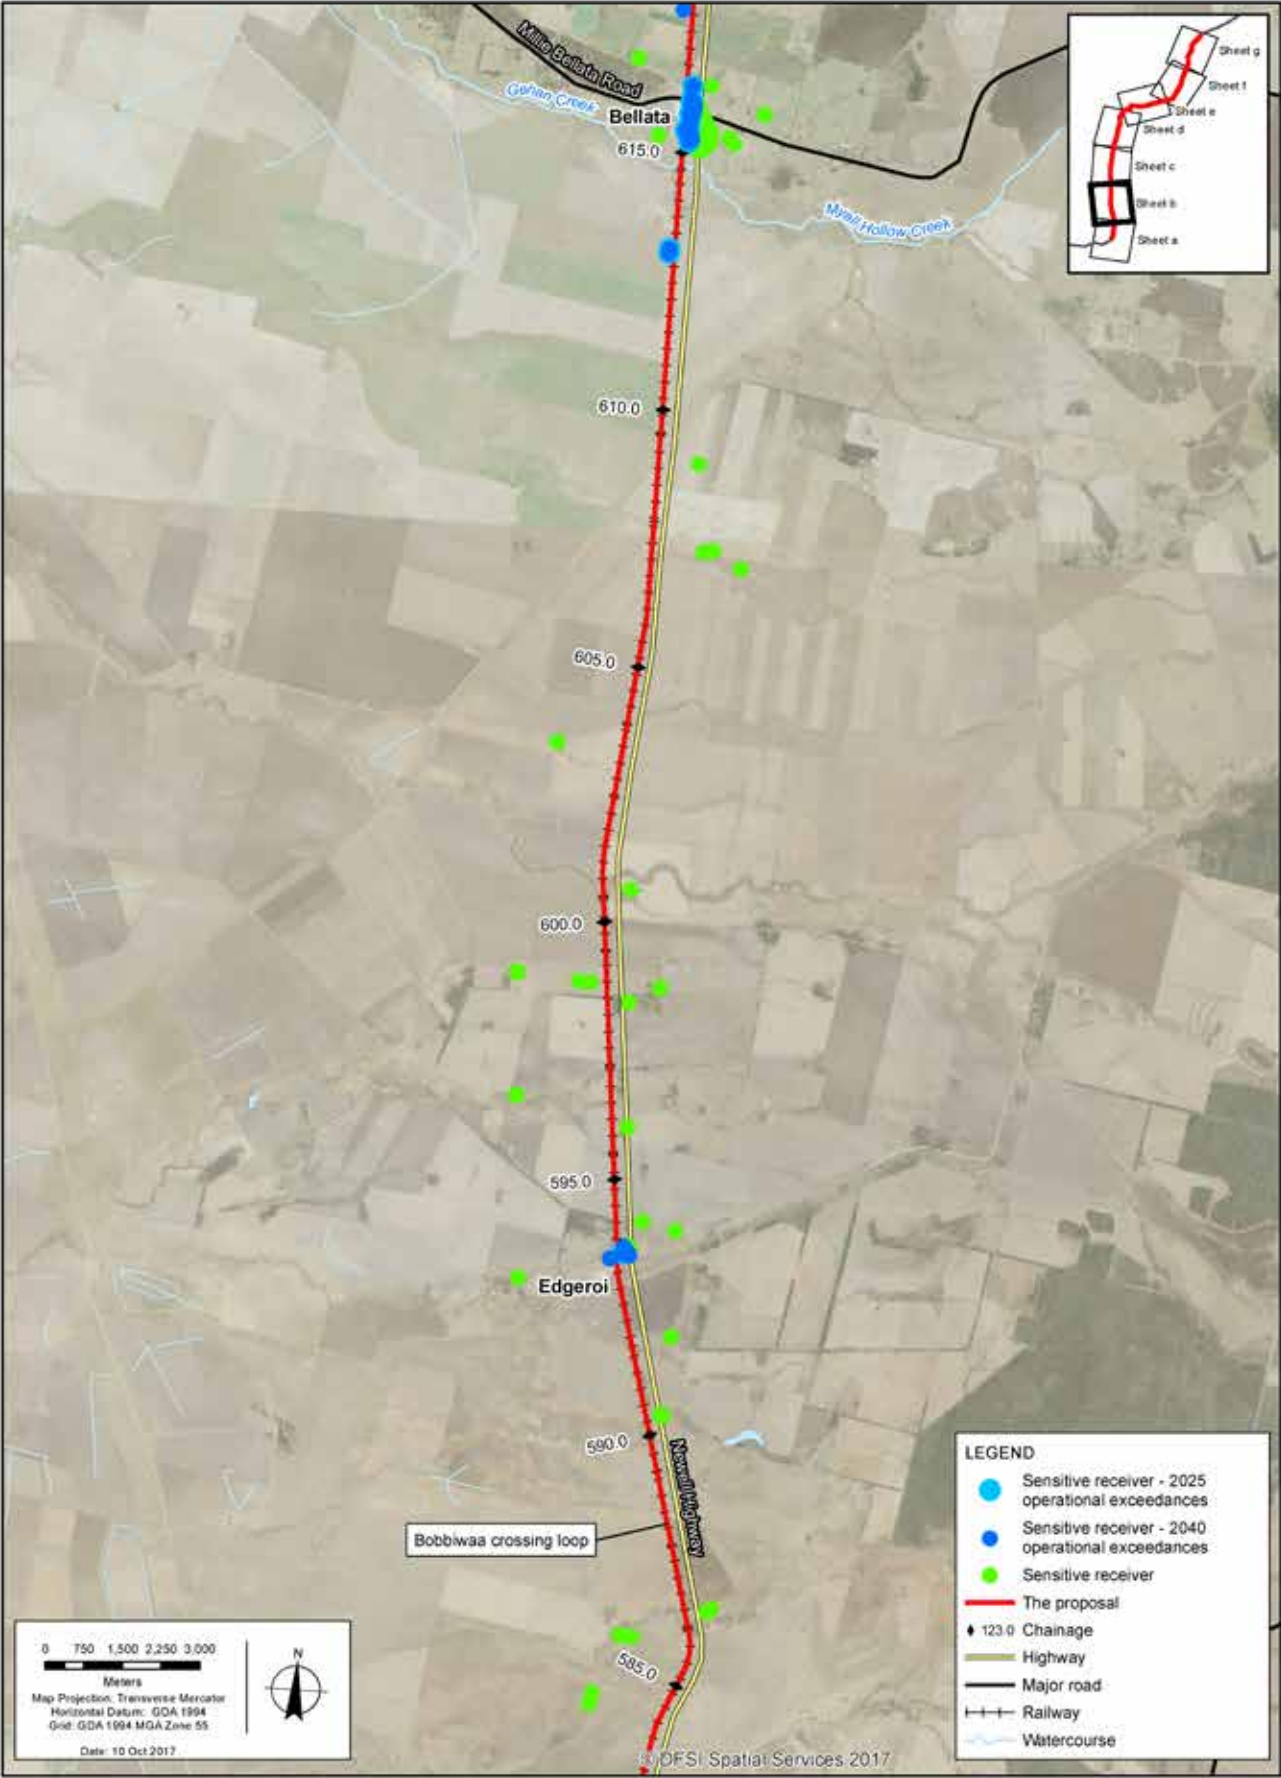 Millie Bellata Road
Gehan Creek
Bellata
615.0
Myall Hollow Creek
Sheet g
Sheet f
Sheet e
Sheet d
Sheet c
Sheet b
Sheet a
610.0
605.0
600.0
595.0
Edgeroi
590.0
Newell Highway
Bobbiwaa crossing loop
585.0
LEGEND
Sensitive receiver - 2025
operational exceedances
Sensitive receiver - 2040
operational exceedances
Sensitive receiver
The proposal
123.0 Chainage
Highway
Major road
Railway
Watercourse
0 750 1,500 2,250 3,000
Meters
Map Projection: Transverse Mercator
Horizontal Datum: GDA 1994
Grid: GDA 1994 MGA Zone 55
Date: 10 Oct 2017
N
© DFSI Spatial Services 2017